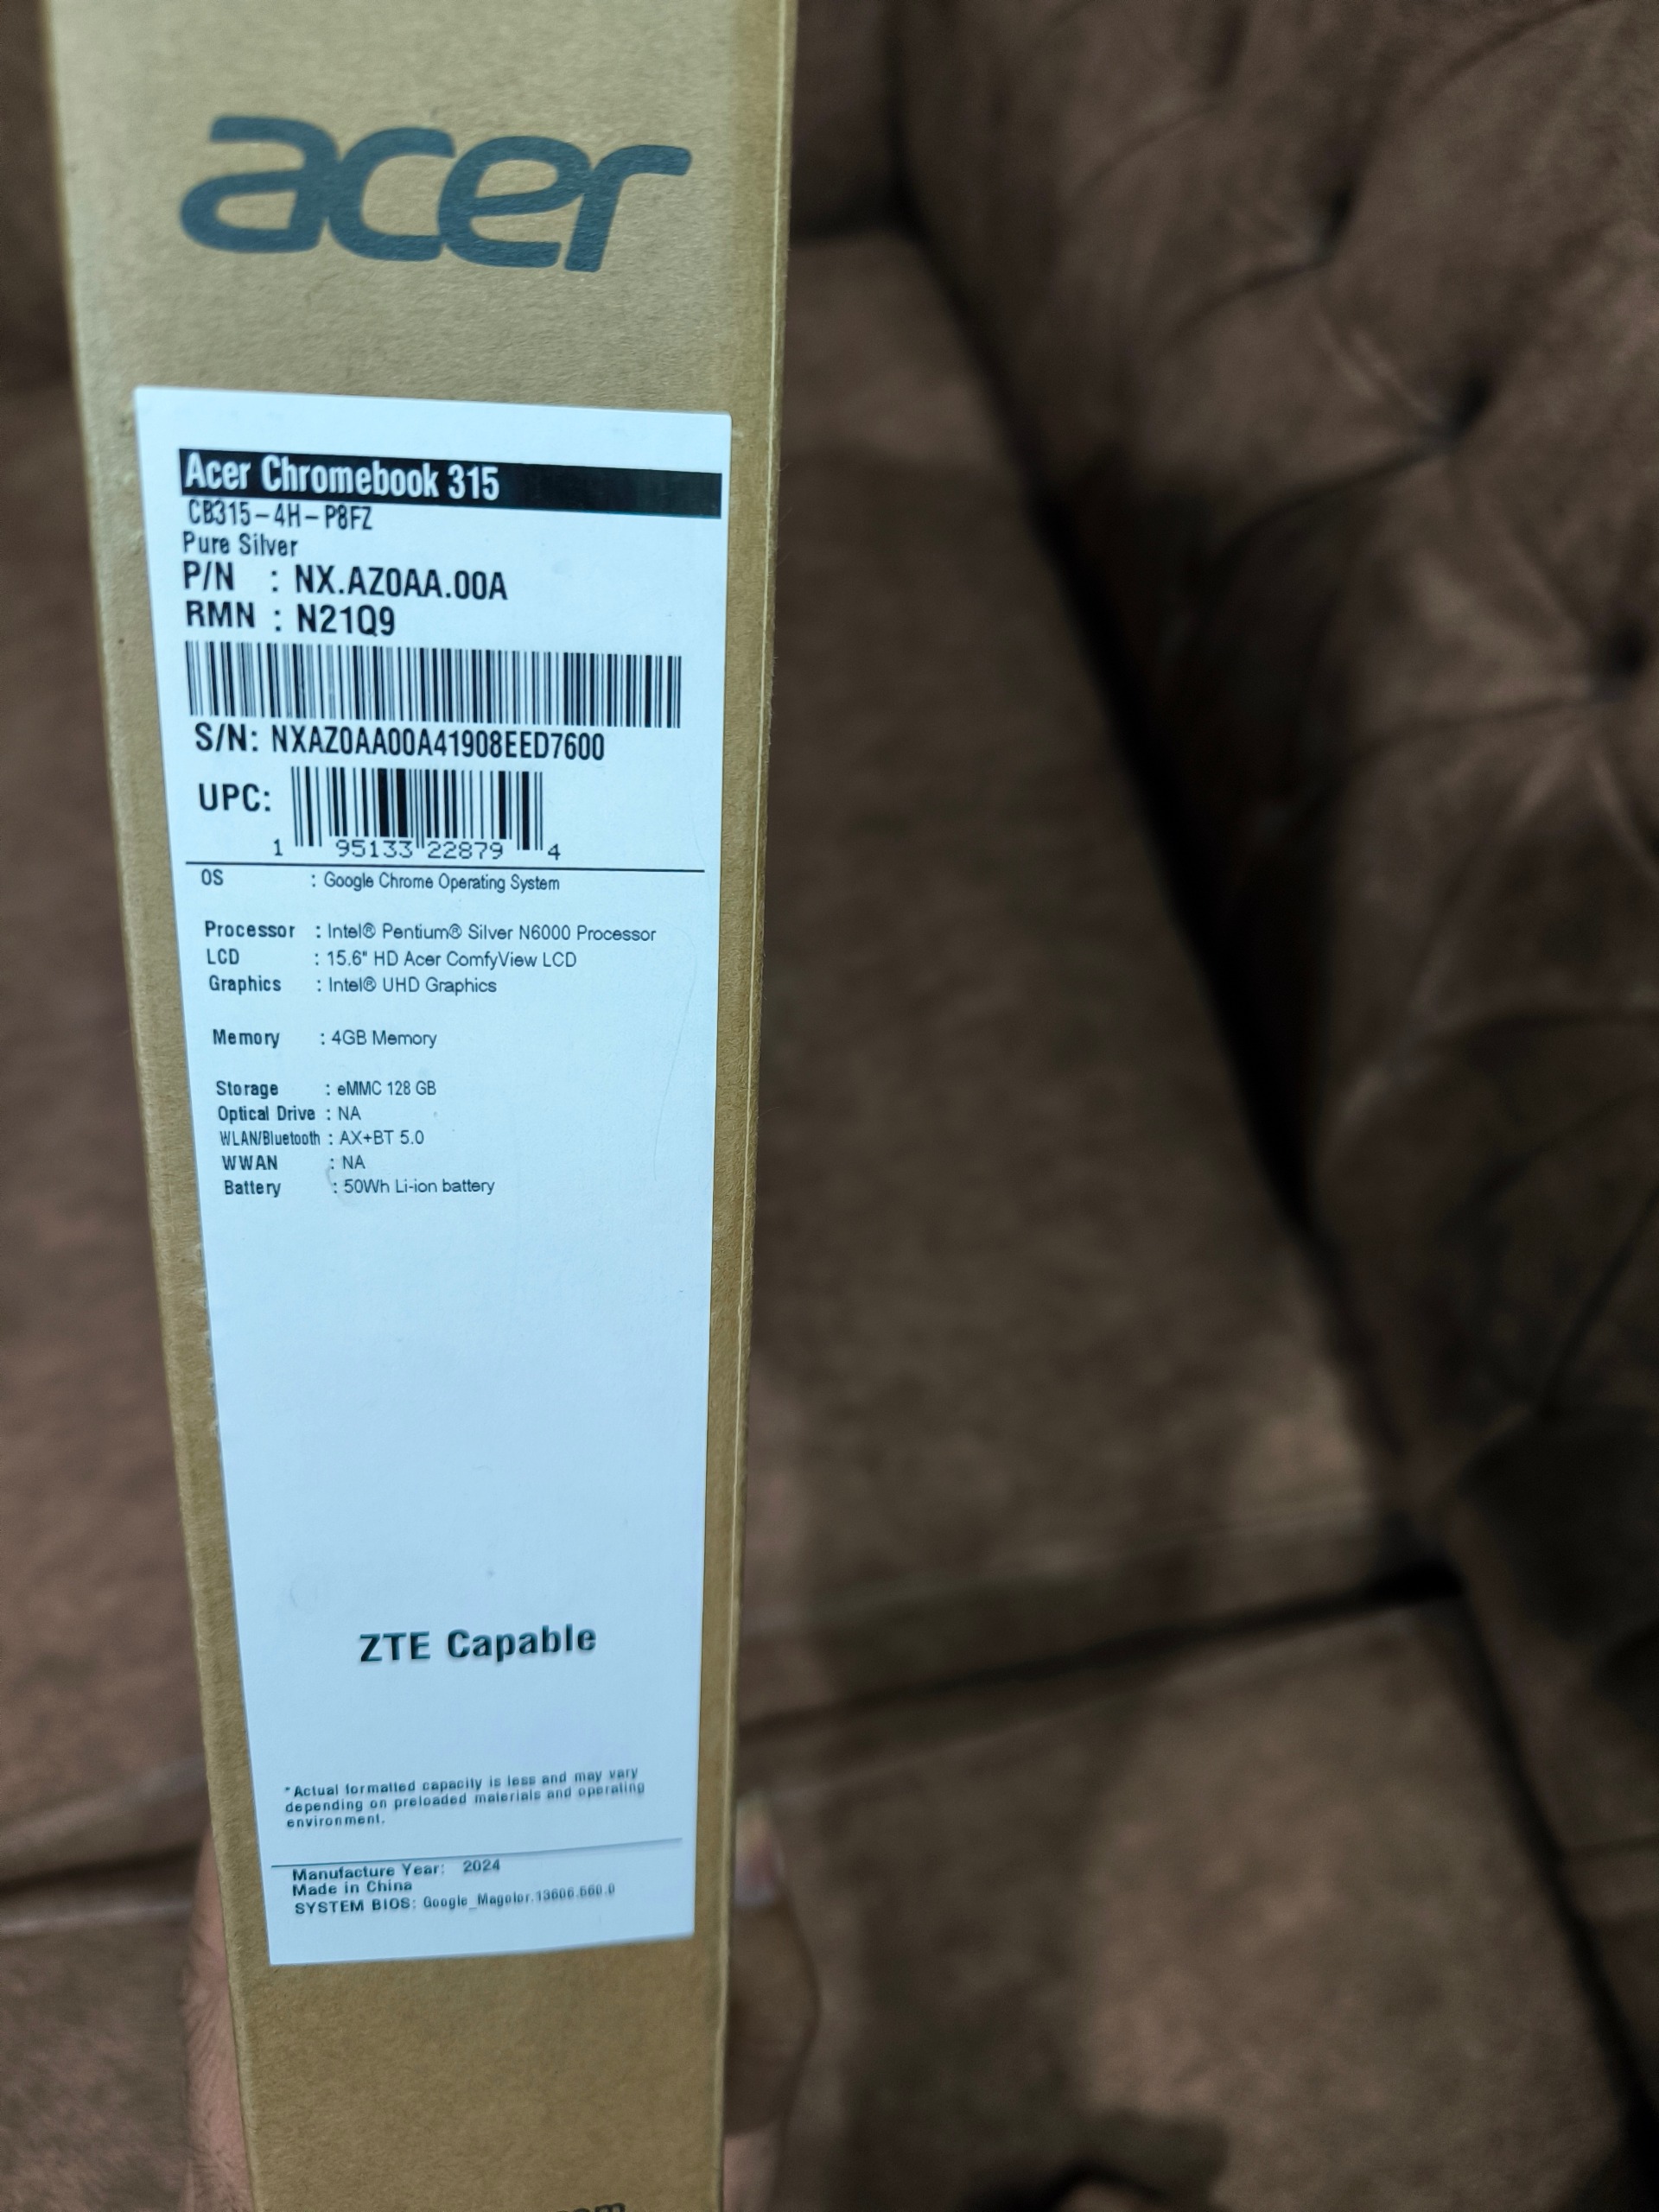 acer
Acer Chromebook 315
CB315-4H-P8FZ
Pure Silver
P/N : NX.AZ0AA.00A
RMN : N21Q9
S/N: NXAZ0AA00A41908EED7600
UPC:
1 95133 22879 4
OS : Google Chrome Operating System
Processor : Intel® Pentium® Silver N6000 Processor
LCD : 15.6" HD Acer ComfyView LCD
Graphics : Intel® UHD Graphics
Memory : 4GB Memory
Storage : eMMC 128 GB
Optical Drive : NA
WLAN/Bluetooth : AX+BT 5.0
WWAN : NA
Battery : 50Wh Li-ion battery
ZTE Capable
*Actual formatted capacity is less and may vary
depending on preloaded materials and operating
environment.
Manufacture Year: 2024
Made in China
SYSTEM BIOS: Google_Magolor.13606.560.0